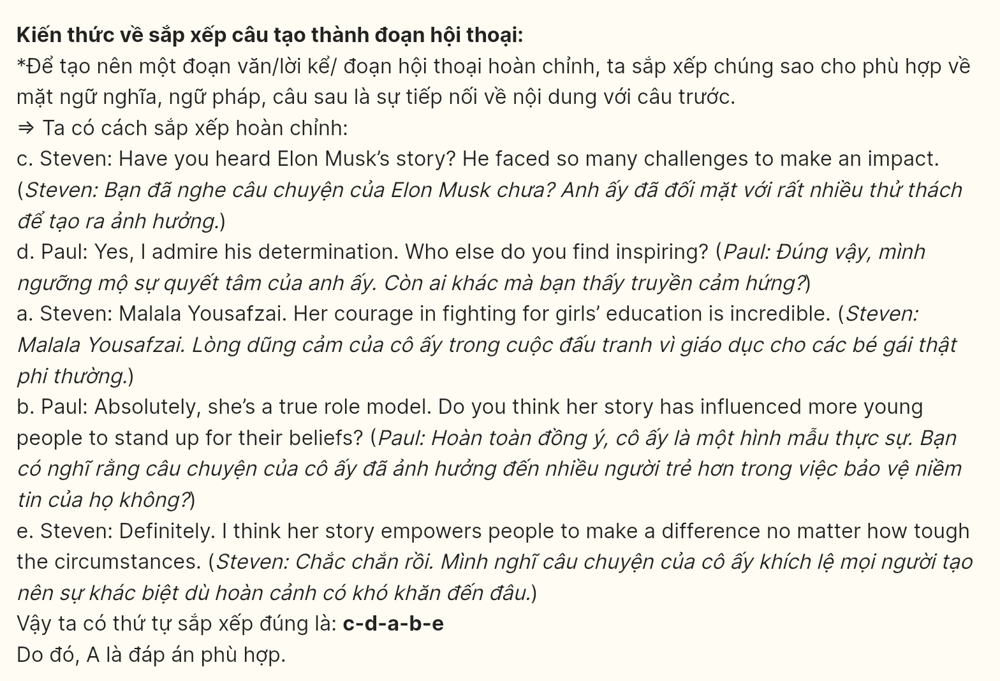 Kiến thức về sắp xếp câu tạo thành đoạn hội thoại:
*Để tạo nên một đoạn văn/lời kể/ đoạn hội thoại hoàn chỉnh, ta sắp xếp chúng sao cho phù hợp về
mặt ngữ nghĩa, ngữ pháp, câu sau là sự tiếp nối về nội dung với câu trước.
⇒ Ta có cách sắp xếp hoàn chỉnh:
c. Steven: Have you heard Elon Musk’s story? He faced so many challenges to make an impact.
(Steven: Bạn đã nghe câu chuyện của Elon Musk chưa? Anh ấy đã đối mặt với rất nhiều thử thách
để tạo ra ảnh hưởng.)
d. Paul: Yes, I admire his determination. Who else do you find inspiring? (Paul: Đúng vậy, mình
ngưỡng mộ sự quyết tâm của anh ấy. Còn ai khác mà bạn thấy truyền cảm hứng?)
a. Steven: Malala Yousafzai. Her courage in fighting for girls’ education is incredible. (Steven:
Malala Yousafzai. Lòng dũng cảm của cô ấy trong cuộc đấu tranh vì giáo dục cho các bé gái thật
phi thường.)
b. Paul: Absolutely, she’s a true role model. Do you think her story has influenced more young
people to stand up for their beliefs? (Paul: Hoàn toàn đồng ý, cô ấy là một hình mẫu thực sự. Bạn
có nghĩ rằng câu chuyện của cô ấy đã ảnh hưởng đến nhiều người trẻ hơn trong việc bảo vệ niềm
tin của họ không?)
e. Steven: Definitely. I think her story empowers people to make a difference no matter how tough
the circumstances. (Steven: Chắc chắn rồi. Mình nghĩ câu chuyện của cô ấy khích lệ mọi người tạo
nên sự khác biệt dù hoàn cảnh có khó khăn đến đâu.)
Vậy ta có thứ tự sắp xếp đúng là: c-d-a-b-e
Do đó, A là đáp án phù hợp.